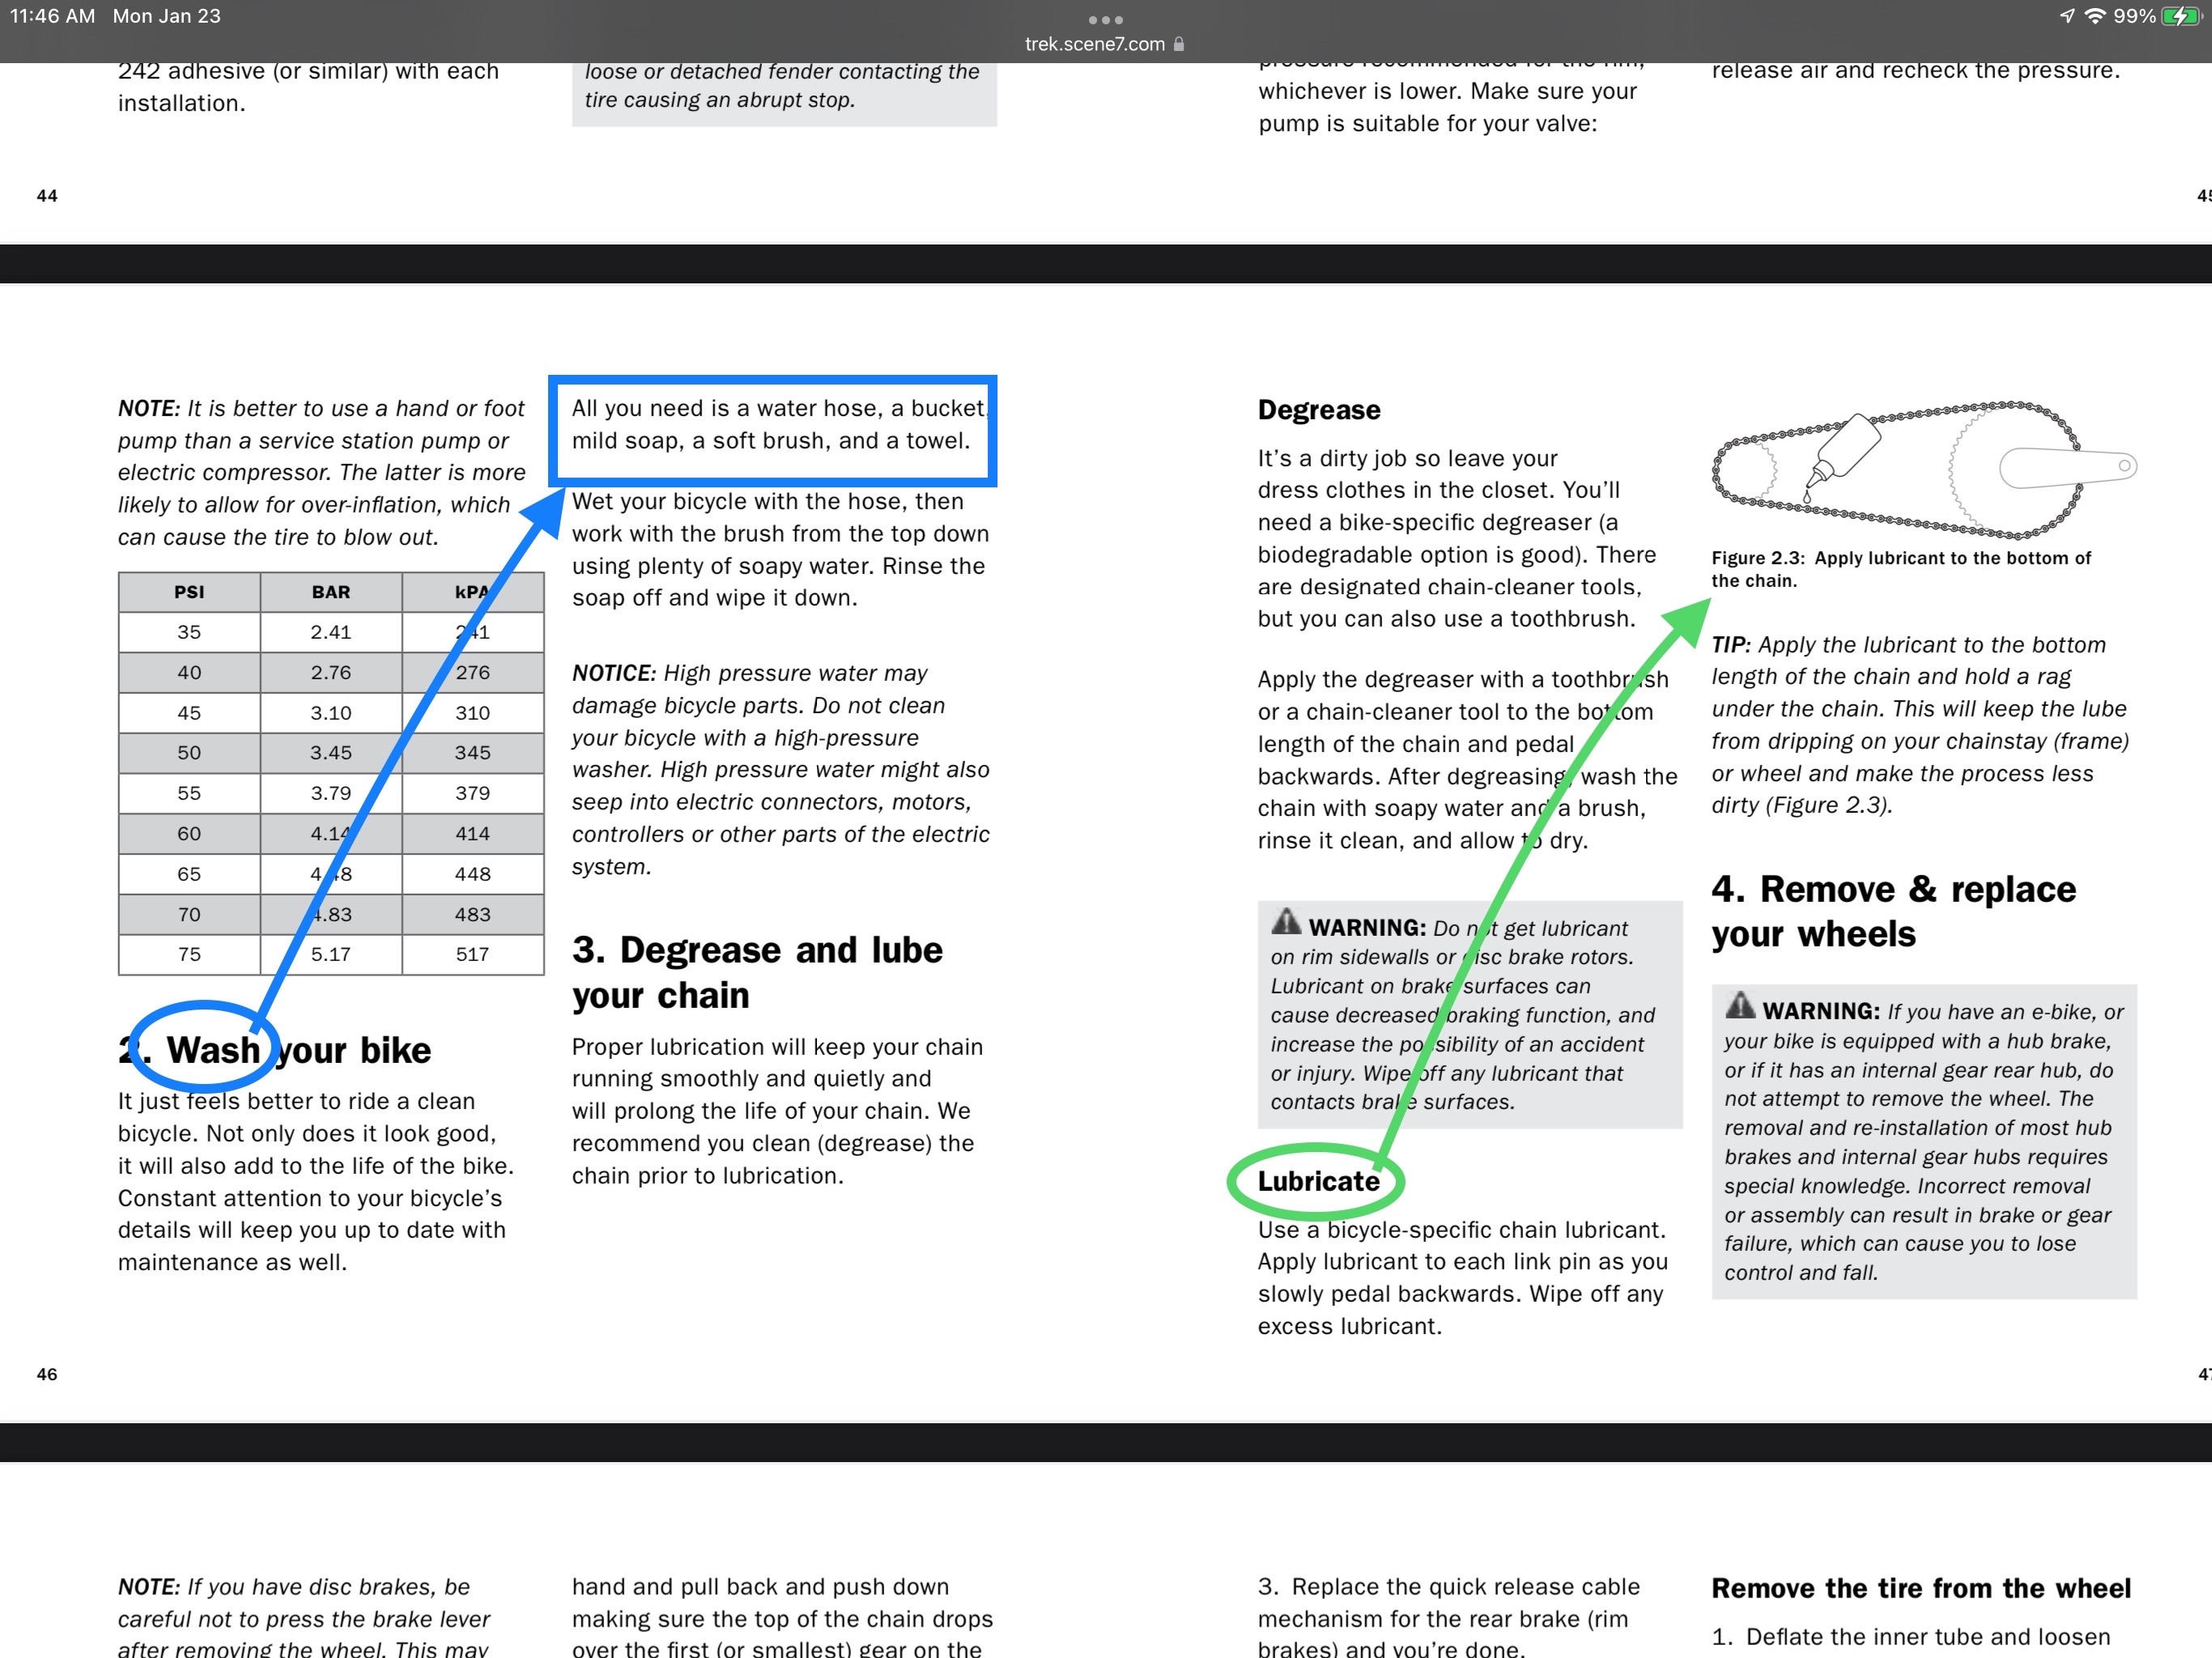 11:46 AM Mon Jan 23
trek.scene7.com
99%
242 adhesive (or similar) with each
installation.
loose or detached fender contacting the
tire causing an abrupt stop.
44
pressure recommended for the rim,
whichever is lower. Make sure your
pump is suitable for your valve:
release air and recheck the pressure.
45
NOTE: It is better to use a hand or foot
pump than a service station pump or
electric compressor. The latter is more
likely to allow for over-inflation, which
can cause the tire to blow out.
PSI BAR kPA
35 2.41 241
40 2.76 276
45 3.10 310
50 3.45 345
55 3.79 379
60 4.14 414
65 4.48 448
70 4.83 483
75 5.17 517
2. Wash your bike
It just feels better to ride a clean
bicycle. Not only does it look good,
it will also add to the life of the bike.
Constant attention to your bicycle’s
details will keep you up to date with
maintenance as well.
46
All you need is a water hose, a bucket,
mild soap, a soft brush, and a towel.
Wet your bicycle with the hose, then
work with the brush from the top down
using plenty of soapy water. Rinse the
soap off and wipe it down.
NOTICE: High pressure water may
damage bicycle parts. Do not clean
your bicycle with a high-pressure
washer. High pressure water might also
seep into electric connectors, motors,
controllers or other parts of the electric
system.
3. Degrease and lube
your chain
Proper lubrication will keep your chain
running smoothly and quietly and
will prolong the life of your chain. We
recommend you clean (degrease) the
chain prior to lubrication.
Degrease
It’s a dirty job so leave your
dress clothes in the closet. You’ll
need a bike-specific degreaser (a
biodegradable option is good). There
are designated chain-cleaner tools,
but you can also use a toothbrush.
Apply the degreaser with a toothbrush
or a chain-cleaner tool to the bottom
length of the chain and pedal
backwards. After degreasing, wash the
chain with soapy water and a brush,
rinse it clean, and allow to dry.
WARNING: Do not get lubricant
on rim sidewalls or disc brake rotors.
Lubricant on brake surfaces can
cause decreased braking function, and
increase the possibility of an accident
or injury. Wipe off any lubricant that
contacts brake surfaces.
Lubricate
Use a bicycle-specific chain lubricant.
Apply lubricant to each link pin as you
slowly pedal backwards. Wipe off any
excess lubricant.
Figure 2.3: Apply lubricant to the bottom of
the chain.
TIP: Apply the lubricant to the bottom
length of the chain and hold a rag
under the chain. This will keep the lube
from dripping on your chainstay (frame)
or wheel and make the process less
dirty (Figure 2.3).
4. Remove & replace
your wheels
WARNING: If you have an e-bike, or
your bike is equipped with a hub brake,
or if it has an internal gear rear hub, do
not attempt to remove the wheel. The
removal and re-installation of most hub
brakes and internal gear hubs requires
special knowledge. Incorrect removal
or assembly can result in brake or gear
failure, which can cause you to lose
control and fall.
47
NOTE: If you have disc brakes, be
careful not to press the brake lever
after removing the wheel. This may
hand and pull back and push down
making sure the top of the chain drops
over the first (or smallest) gear on the
3. Replace the quick release cable
mechanism for the rear brake (rim
brakes) and you’re done.
Remove the tire from the wheel
1. Deflate the inner tube and loosen